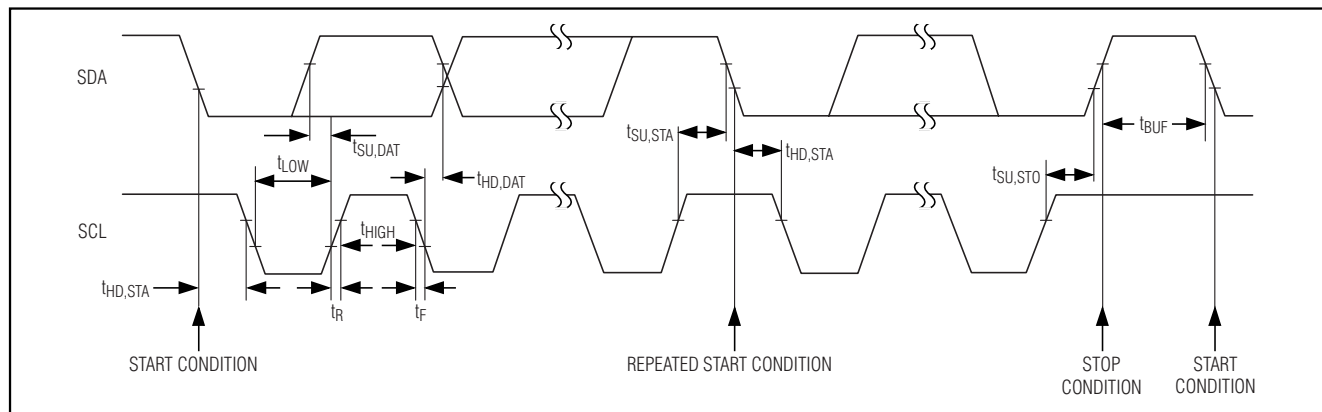 SDA
tSU,DAT
tLOW
tHD,DAT
tSU,STA
tHD,STA
tBUF
tSU,STO
SCL
tHIGH
tHD,STA
tR
tF
START CONDITION
REPEATED START CONDITION
STOP
CONDITION
START
CONDITION